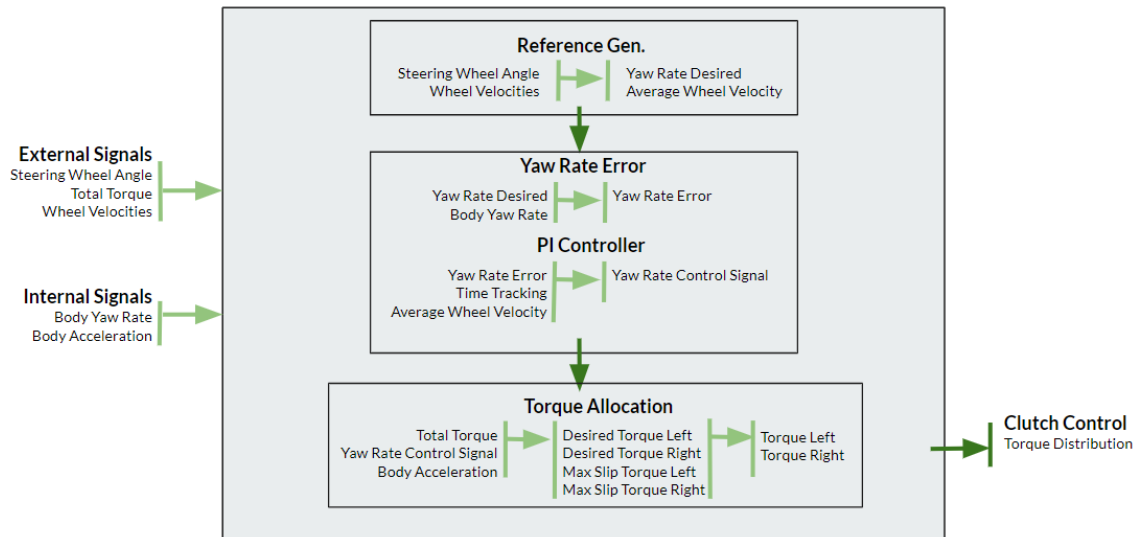 Reference Gen.
Steering Wheel Angle
Wheel Velocities
Yaw Rate Desired
Average Wheel Velocity
External Signals
Steering Wheel Angle
Total Torque
Wheel Velocities
Internal Signals
Body Yaw Rate
Body Acceleration
Yaw Rate Error
Yaw Rate Desired
Body Yaw Rate
Yaw Rate Error
PI Controller
Yaw Rate Error
Time Tracking
Average Wheel Velocity
Yaw Rate Control Signal
Torque Allocation
Total Torque
Yaw Rate Control Signal
Body Acceleration
Desired Torque Left
Desired Torque Right
Max Slip Torque Left
Max Slip Torque Right
Torque Left
Torque Right
Clutch Control
Torque Distribution